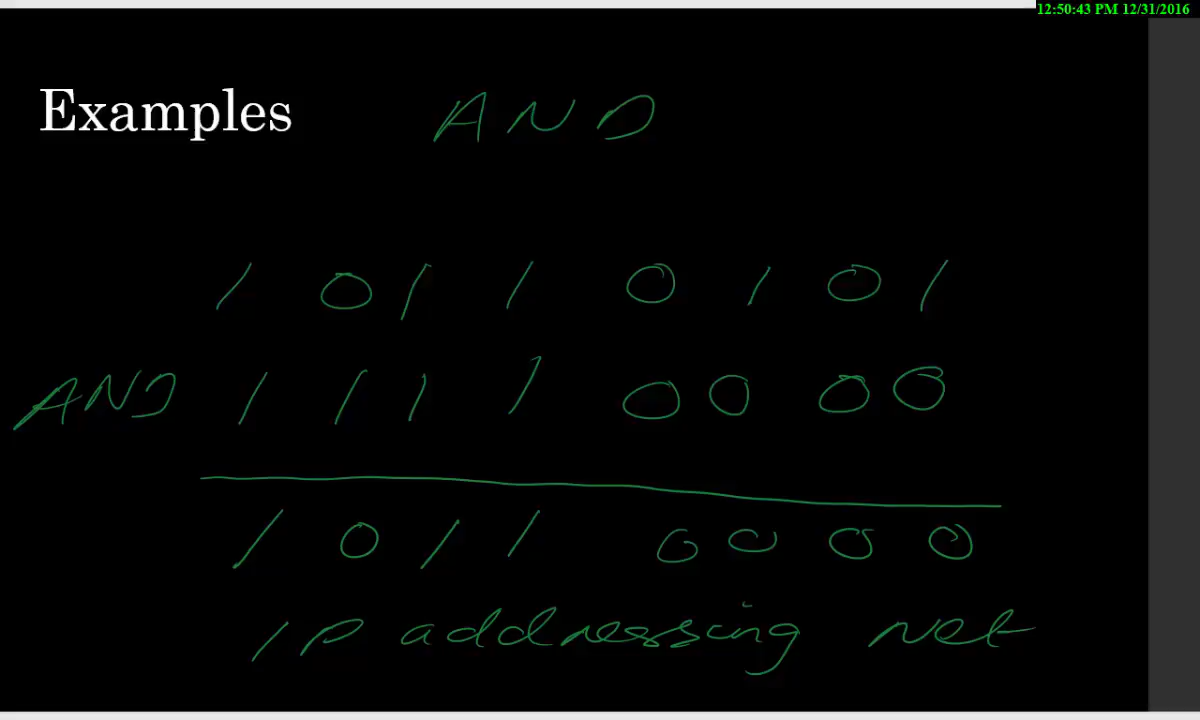 12:50:43 PM 12/31/2016
Examples AND
1 0 1 1 0 1 0 1
AND 1 1 1 1 0 0 0 0
1 0 1 1 0 0 0 0
IP addressing Net